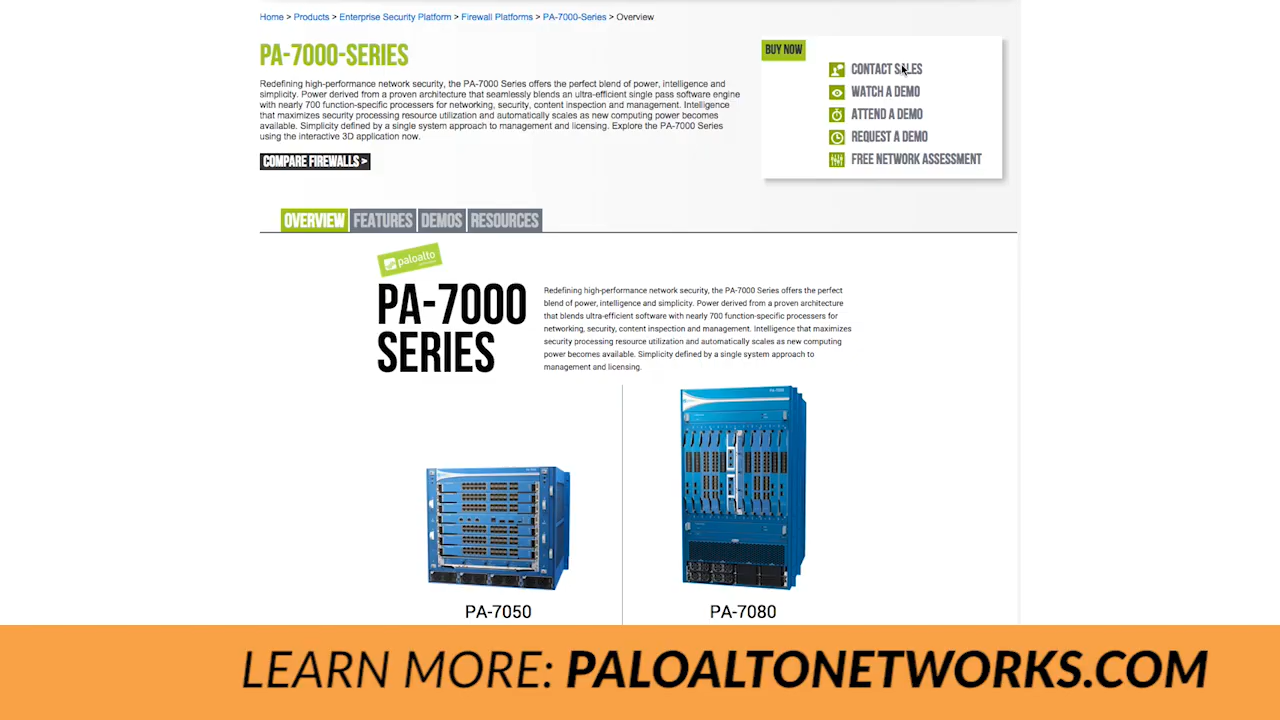 Home > Products > Enterprise Security Platform > Firewall Platforms > PA-7000-Series > Overview
PA-7000-SERIES
Redefining high-performance network security, the PA-7000 Series offers the perfect blend of power, intelligence and
simplicity. Power derived from a proven architecture that seamlessly blends an ultra-efficient single pass software engine
with nearly 700 function-specific processers for networking, security, content inspection and management. Intelligence
that maximizes security processing resource utilization and automatically scales as new computing power becomes
available. Simplicity defined by a single system approach to management and licensing. Explore the PA-7000 Series
using the interactive 3D application now.
COMPARE FIREWALLS >
BUY NOW
CONTACT SALES
WATCH A DEMO
ATTEND A DEMO
REQUEST A DEMO
FREE NETWORK ASSESSMENT
OVERVIEW FEATURES DEMOS RESOURCES
paloalto
PA-7000
SERIES
Redefining high-performance network security, the PA-7000 Series offers the perfect
blend of power, intelligence and simplicity. Power derived from a proven architecture
that blends ultra-efficient software with nearly 700 function-specific processers for
networking, security, content inspection and management. Intelligence that maximizes
security processing resource utilization and automatically scales as new computing
power becomes available. Simplicity defined by a single system approach to
management and licensing.
PA-7050
PA-7080
LEARN MORE: PALOALTONETWORKS.COM